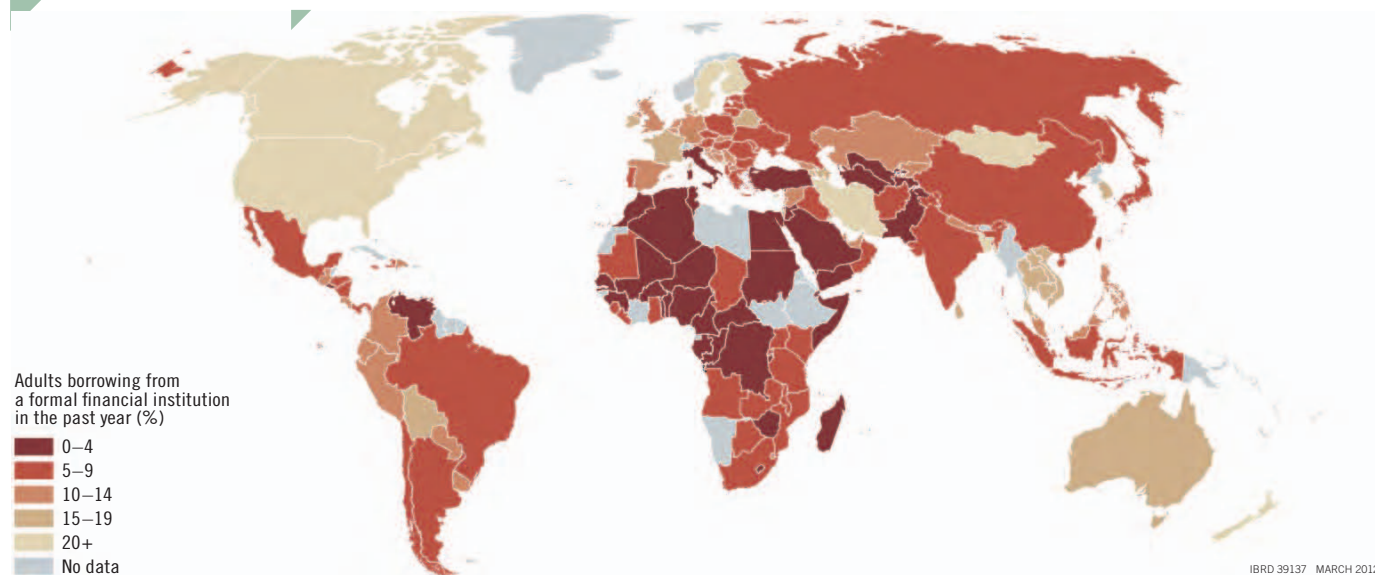 Adults borrowing from
a formal financial institution
in the past year (%)
0–4
5–9
10–14
15–19
20+
No data
IBRD 39137 MARCH 2012